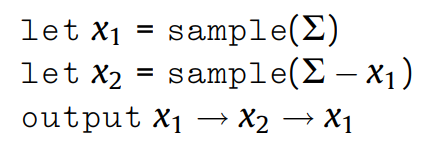 let x₁ = sample(Σ)
let x₂ = sample(Σ − x₁)
output x₁ → x₂ → x₁